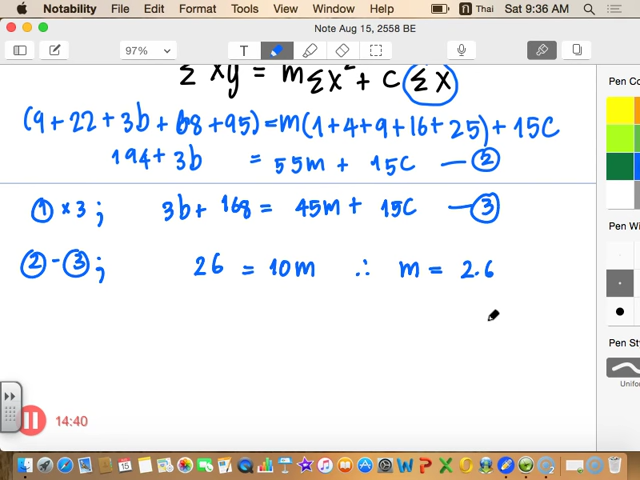 Notability File Edit Tools Format Window Help Thai Sat 9:36 AM
Note Aug 15, 2558 BE
97% T
Σ xy = mΣx² + c Σx
Pen Co
(9+22+3b+68+95)=m(1+4+9+16+25)+15c
194+3b = 55m + 15c — ②
① × 3 ; 3b+ 168 = 45m + 15c — ③
Pen Wi
② - ③ ; 26 = 10m ∴ m = 2.6
Pen Sty
Unifor
14:40